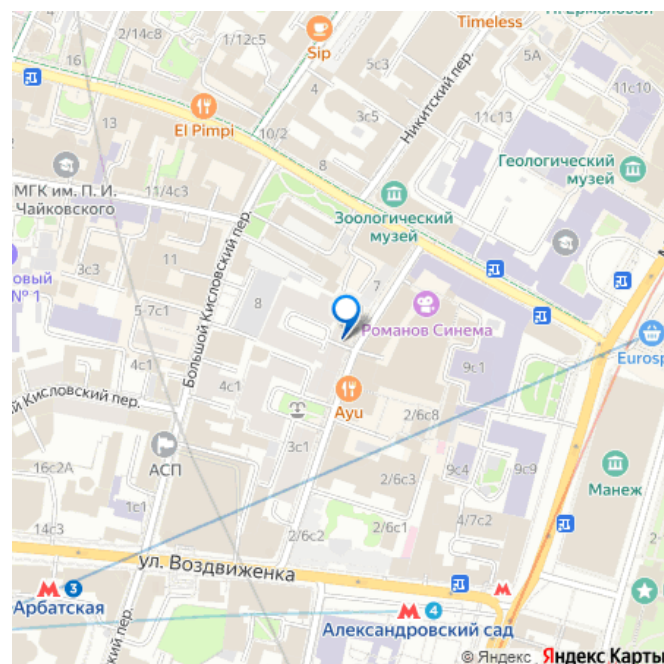 п. Ермоловой
Timeless
2/14с8
1/12с5
Sip
5А
16
4
5с3
11с10
Никитский пер.
3с5
11с13
El Pimpi
13
10/2
Геологический
музей
8
МГК им. П. И.
Чайковского
11/4с3
Зоологический
музей
Большой Кисловский пер.
3с3
11
7
овый
№ 1
8
5-7с1
Романов Синема
Eurosp
4с1
9с1
4с1
й Кисловский пер.
Ayu
2/6с8
3с1
АСП
16с2А
2/6с3
9с4
9с9
Манеж
1с1
2/6с1
4/7с2
14с3
2/6с2
ул. Воздвиженка
3
Арбатская
4
Александровский сад
ский пер.
© Яндекс Яндекс Карты